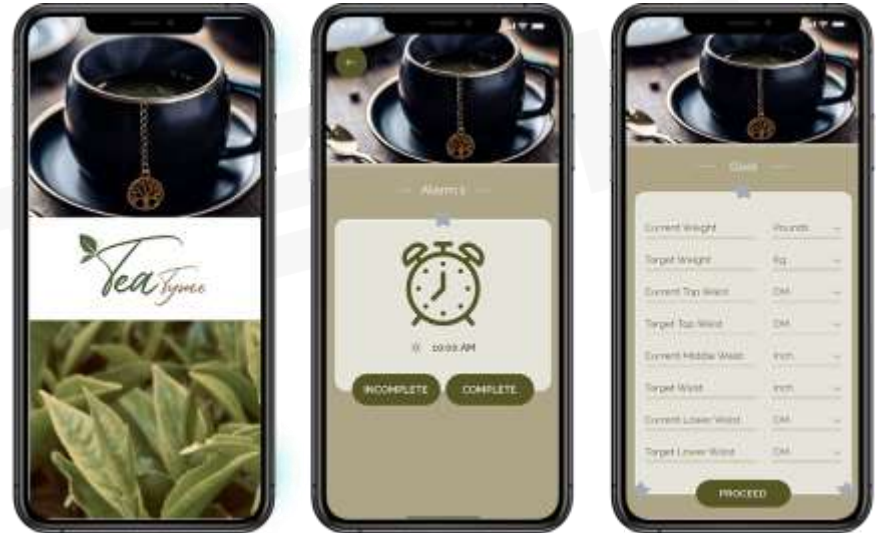 Tea Tyme
Alarm 1
10:00 AM
INCOMPLETE
COMPLETE
Goal
Current Weight
Pounds
Target Weight
Kg
Current Top Waist
CM
Target Top Waist
CM
Current Middle Waist
Inch
Target Waist
Inch
Current Lower Waist
CM
Target Lower Waist
CM
PROCEED